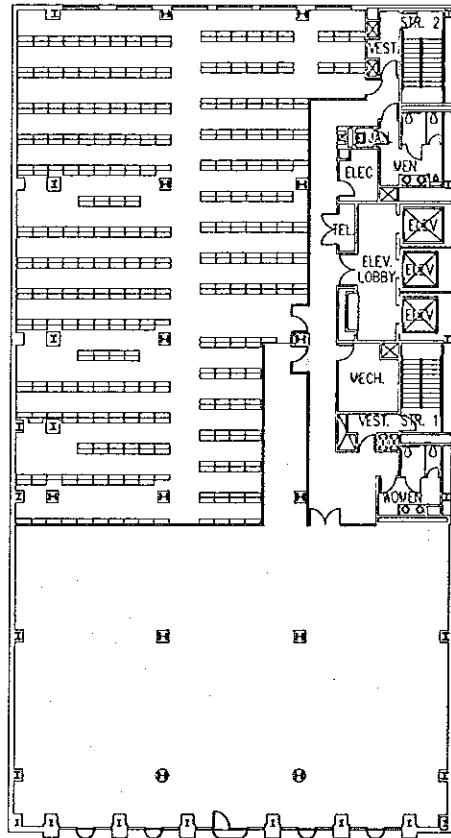 STR. 2
VEST.
JAN.
MEN
ELEC
TEL.
ELEV
ELEV.
LOBBY
ELEV
ELEV
MECH.
VEST.
STR. 1
WOMEN